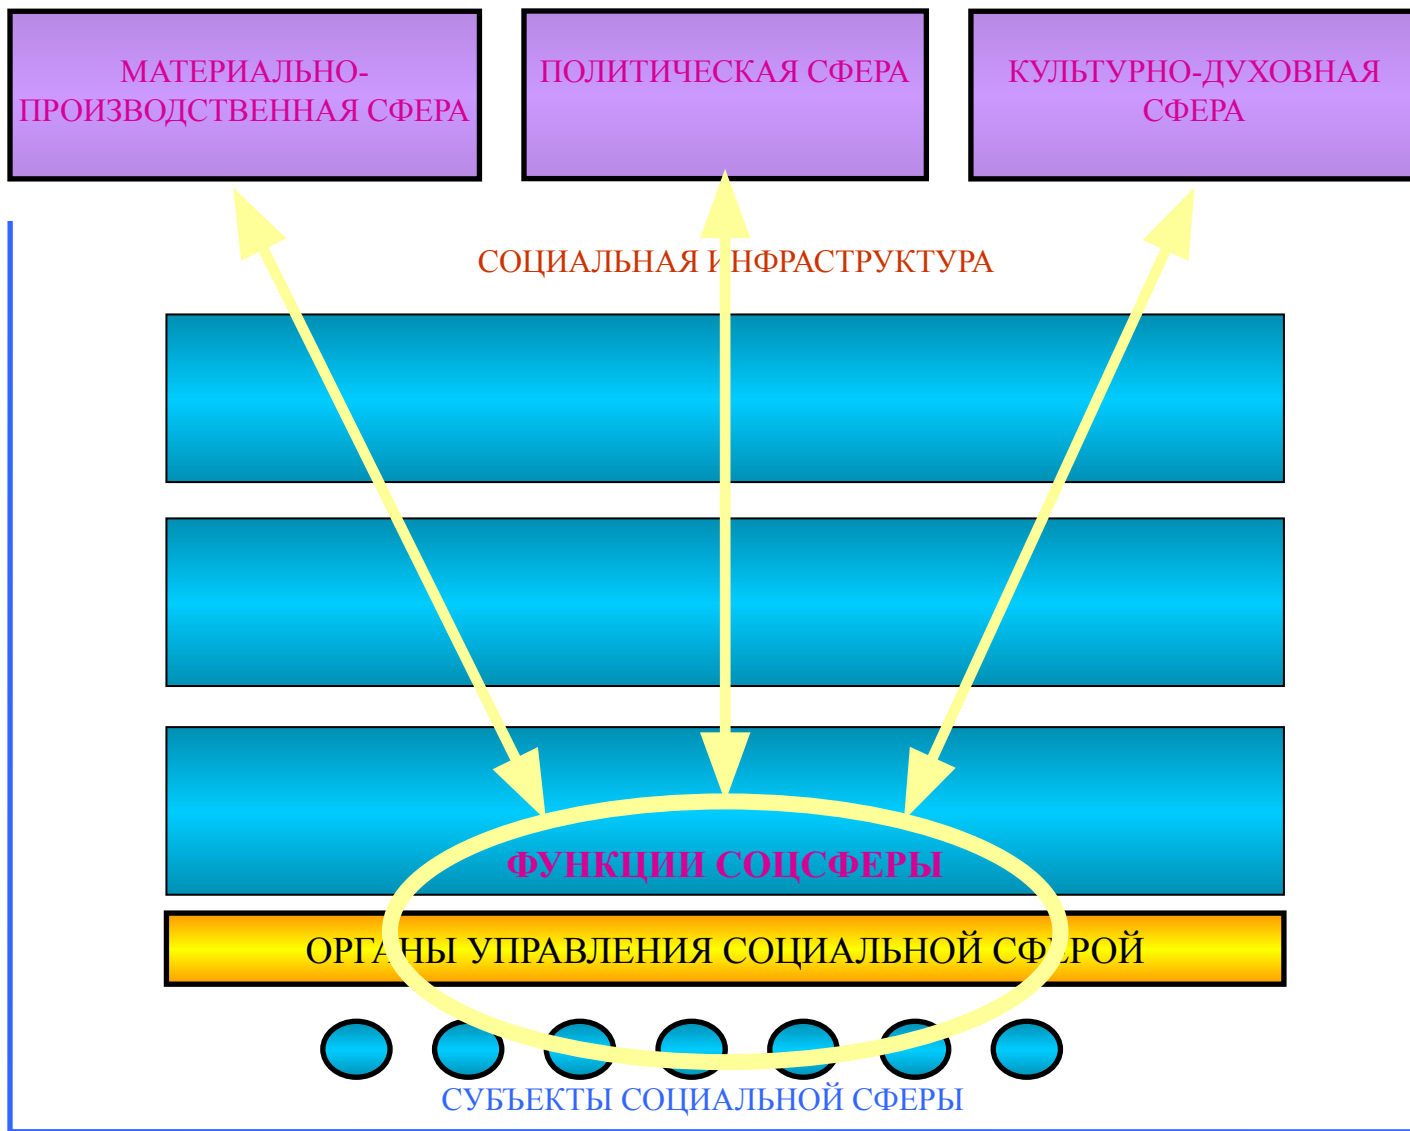 МАТЕРИАЛЬНО-
ПРОИЗВОДСТВЕННАЯ СФЕРА
ПОЛИТИЧЕСКАЯ СФЕРА
КУЛЬТУРНО-ДУХОВНАЯ
СФЕРА
СОЦИАЛЬНАЯ ИНФРАСТРУКТУРА
ФУНКЦИИ СОЦСФЕРЫ
ОРГАНЫ УПРАВЛЕНИЯ СОЦИАЛЬНОЙ СФЕРОЙ
СУБЪЕКТЫ СОЦИАЛЬНОЙ СФЕРЫ